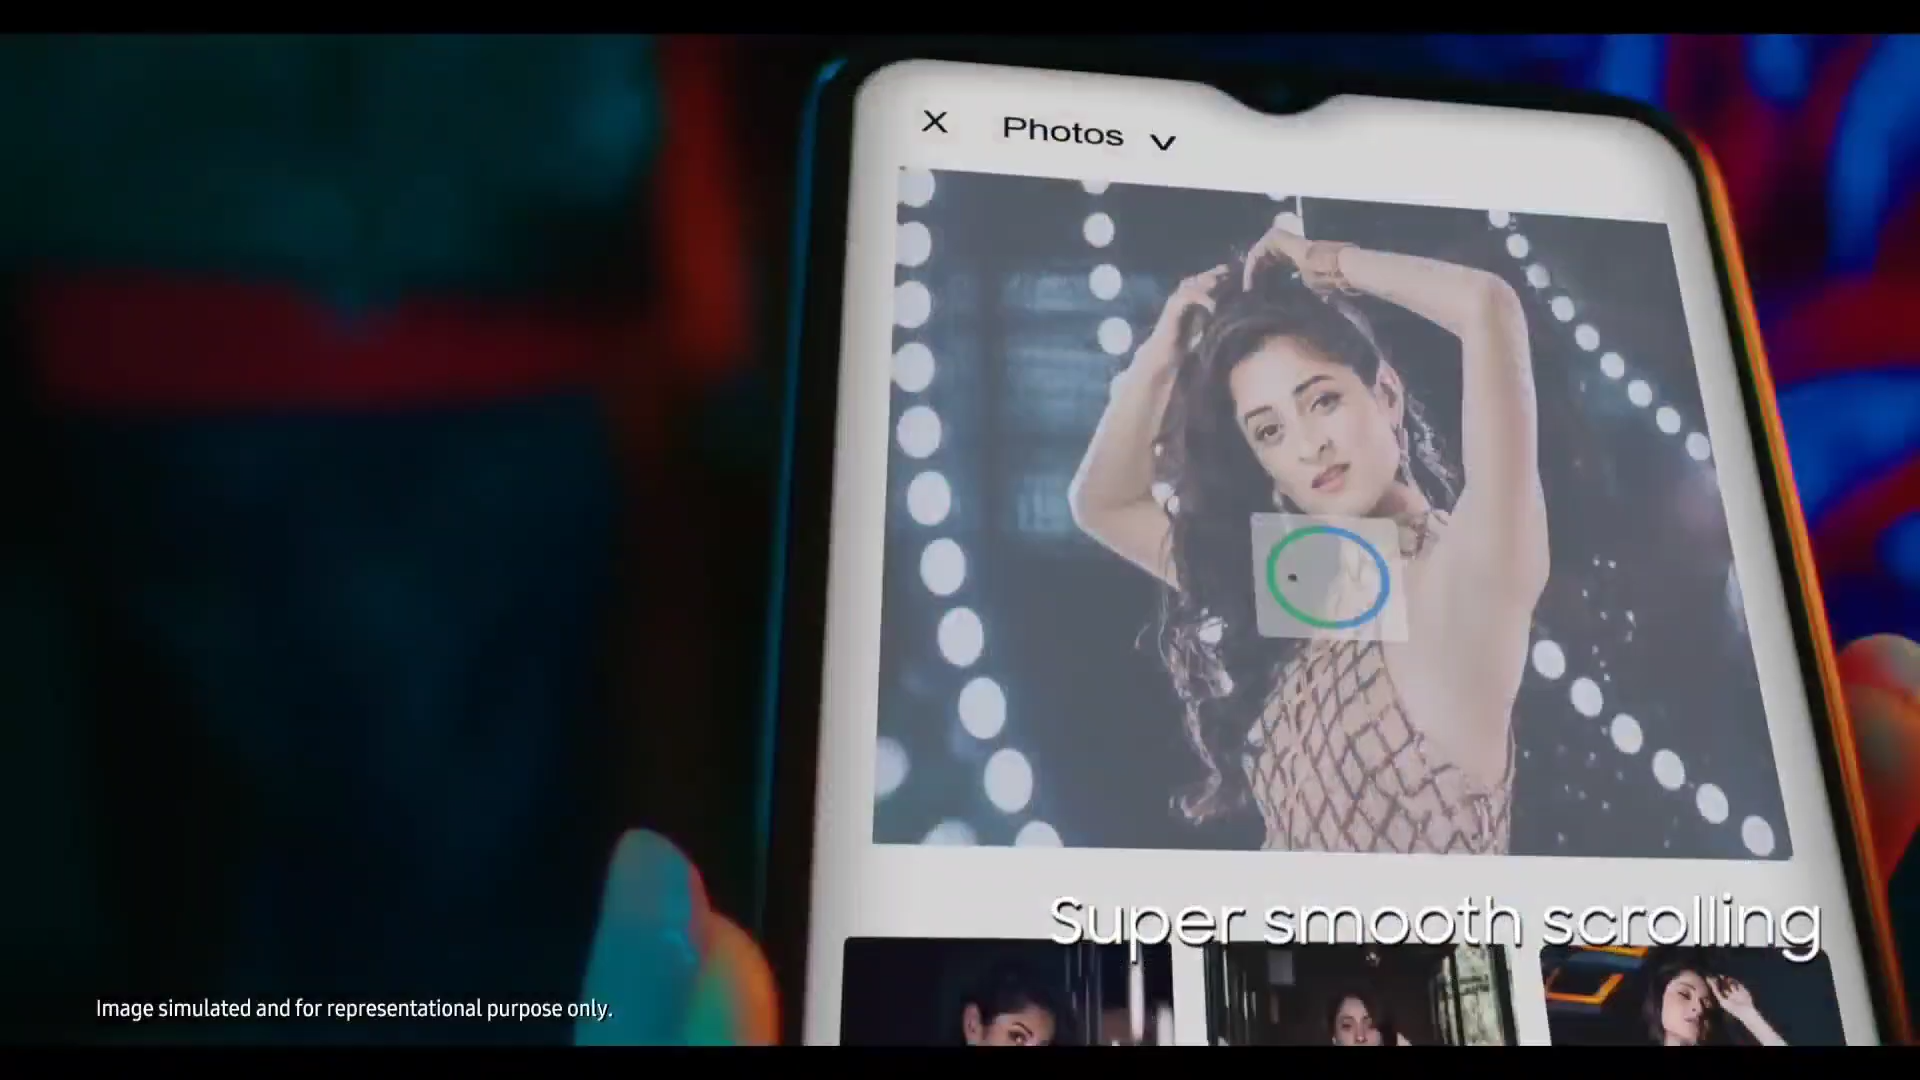 Photos
Super smooth scrolling
Image simulated and for representational purpose only.